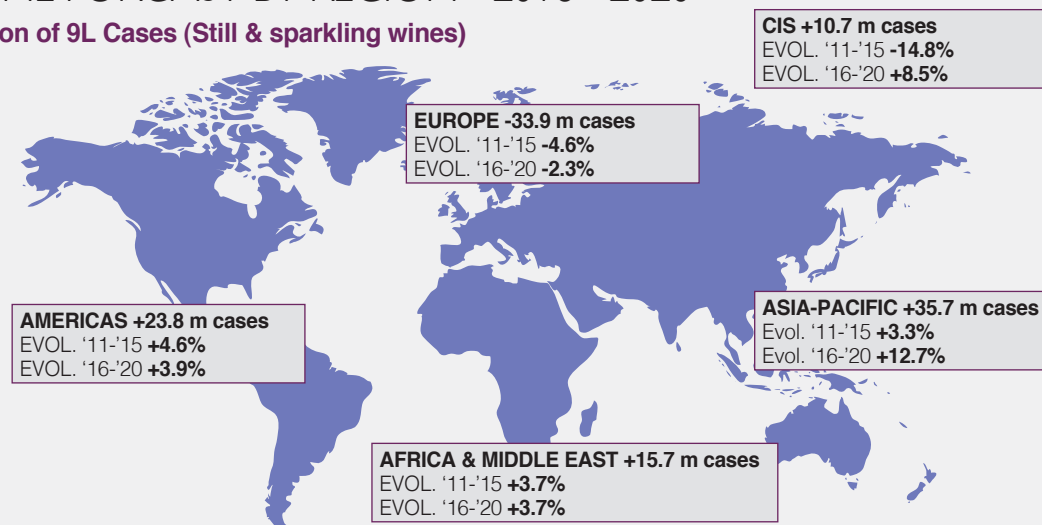 on of 9L Cases (Still & sparkling wines)
CIS +10.7 m cases
EVOL. ‘11-’15 -14.8%
EVOL. ‘16-’20 +8.5%
EUROPE -33.9 m cases
EVOL. ‘11-’15 -4.6%
EVOL. ‘16-’20 -2.3%
AMERICAS +23.8 m cases
EVOL. ‘11-’15 +4.6%
EVOL. ‘16-’20 +3.9%
ASIA-PACIFIC +35.7 m cases
Evol. ‘11-’15 +3.3%
Evol. ‘16-’20 +12.7%
AFRICA & MIDDLE EAST +15.7 m cases
EVOL. ‘11-’15 +3.7%
EVOL. ‘16-’20 +3.7%